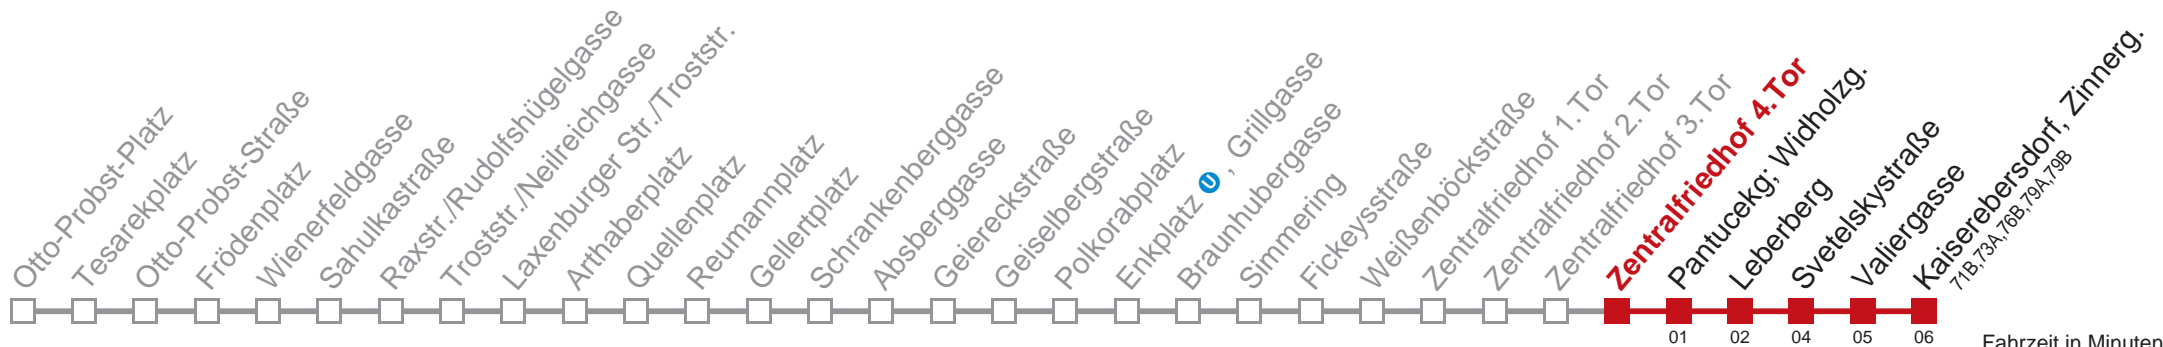 Otto-Probst-Platz
Tesarekplatz
Otto-Probst-Straße
Frödenplatz
Wienerfeldgasse
Sahulkastraße
Raxstr./Rudolfshügelgasse
Troststr./Neilreichgasse
Laxenburger Str./Troststr.
Arthaberplatz
Quellenplatz
Reumannplatz
Gellertplatz
Schrankenberggasse
Absberggasse
Geiereckstraße
Geiselbergstraße
Polkorabplatz
Enkplatz U , Grillgasse
Braunhubergasse
Simmering
Fickeysstraße
Weißenböckstraße
Zentralfriedhof 1.Tor
Zentralfriedhof 2.Tor
Zentralfriedhof 3.Tor
Zentralfriedhof 4.Tor
Pantucekg; Widholzg.
Leberberg
Svetelskystraße
Valiergasse
Kaiserebersdorf, Zinnerg.
71B,73A,76B,79A,79B
01 02 04 05 06
Fahrzeit in Minuten